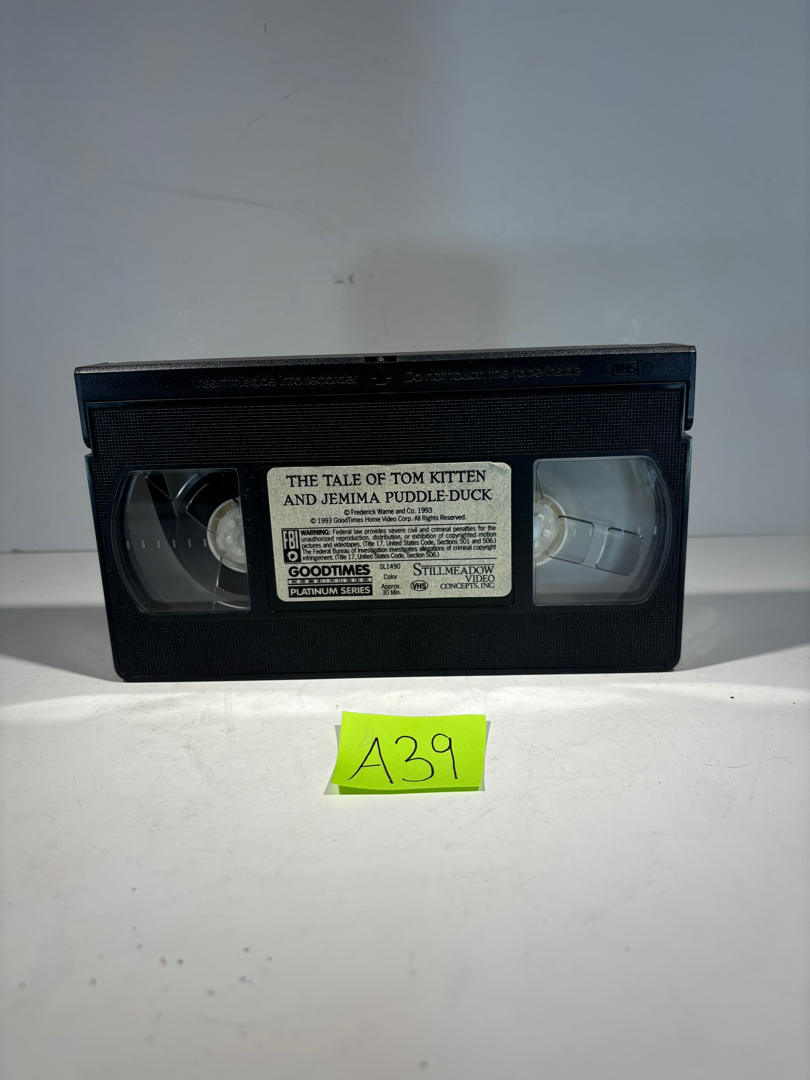 Insert this side into recorder Do not touch the tape inside
THE TALE OF TOM KITTEN
AND JEMIMA PUDDLE-DUCK
© Frederick Warne and Co. 1993
© 1993 GoodTimes Home Video Corp. All Rights Reserved.
FBI WARNING: Federal law provides severe civil and criminal penalties for the
unauthorized reproduction, distribution, or exhibition of copyrighted motion
pictures and videotapes. (Title 17, United States Code, Sections 501 and 506.)
The Federal Bureau of Investigation investigates allegations of criminal copyright
infringement. (Title 17, United States Code, Section 506.)
GOODTIMES
HOME VIDEO
PLATINUM SERIES
SL1490
Color
Approx.
30 Min.
VHS
STILLMEADOW
VIDEO
CONCEPTS, INC.
A39